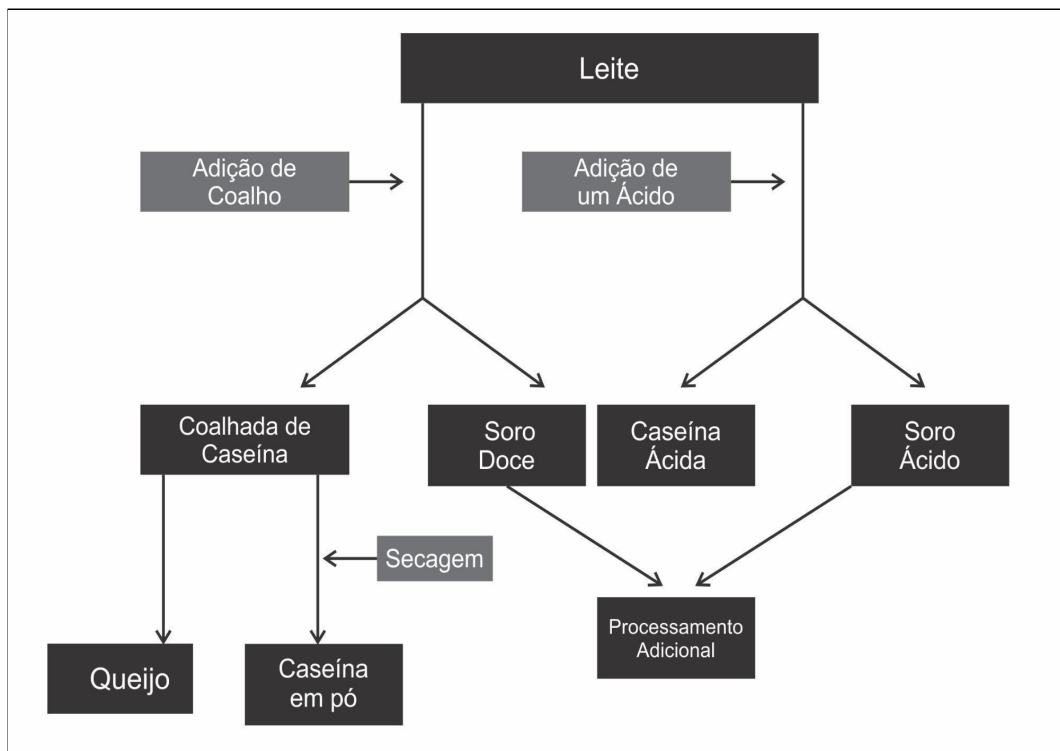 Leite
Adição de
Coalho
Adição de
um Ácido
Coalhada de
Caseína
Soro
Doce
Caseína
Ácida
Soro
Ácido
Secagem
Processamento
Adicional
Queijo
Caseína
em pó